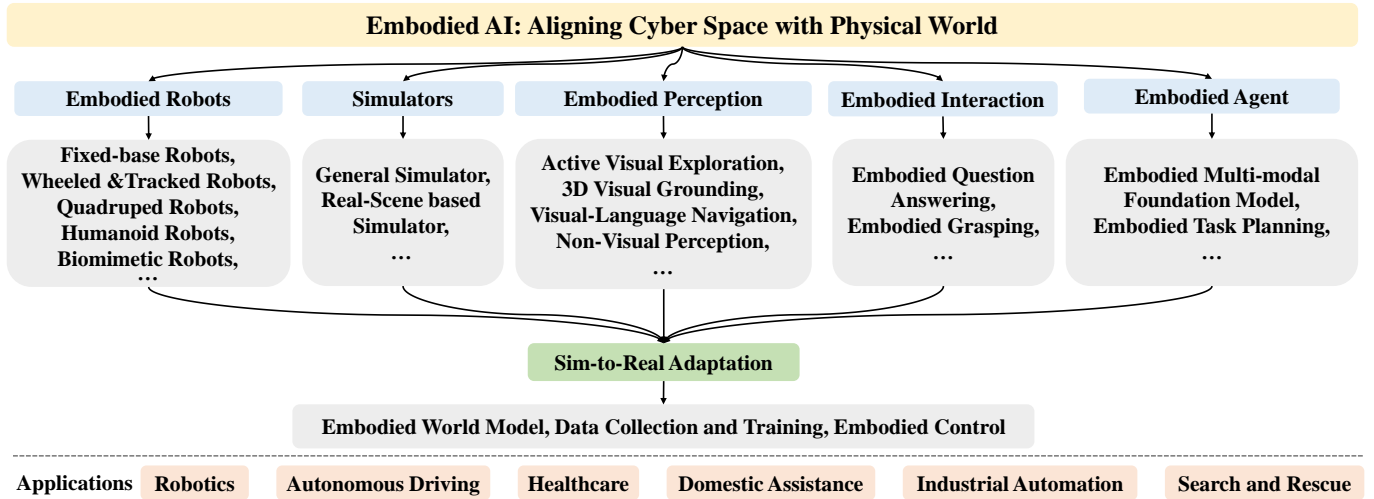 Embodied AI: Aligning Cyber Space with Physical World
Embodied Robots
Simulators
Embodied Perception
Embodied Interaction
Embodied Agent
Fixed-base Robots,
Wheeled &Tracked Robots,
Quadruped Robots,
Humanoid Robots,
Biomimetic Robots,
…
General Simulator,
Real-Scene based
Simulator,
…
Active Visual Exploration,
3D Visual Grounding,
Visual-Language Navigation,
Non-Visual Perception,
…
Embodied Question
Answering,
Embodied Grasping,
…
Embodied Multi-modal
Foundation Model,
Embodied Task Planning,
…
Sim-to-Real Adaptation
Embodied World Model, Data Collection and Training, Embodied Control
Applications
Robotics
Autonomous Driving
Healthcare
Domestic Assistance
Industrial Automation
Search and Rescue